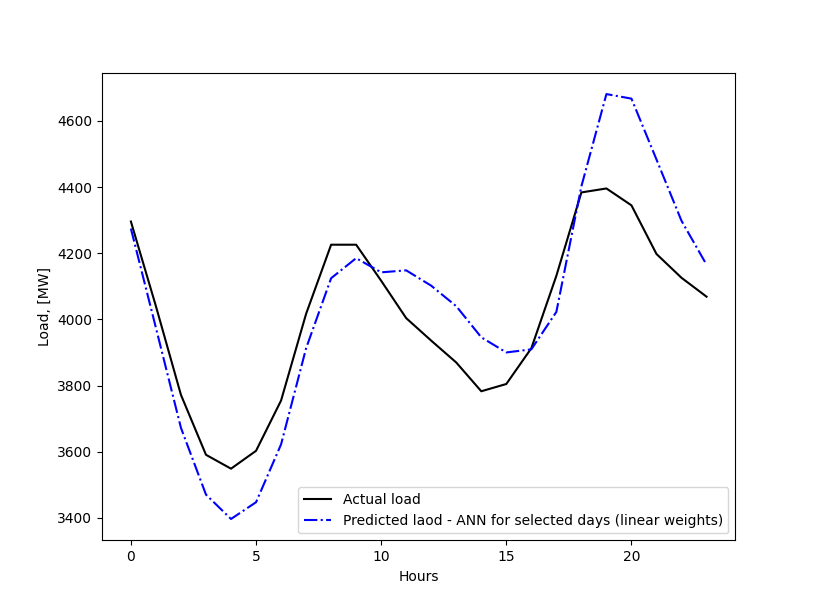 4600
4400
4200
4000
3800
3600
3400
Load, [MW]
Actual load
Predicted laod - ANN for selected days (linear weights)
0 5 10 15 20
Hours